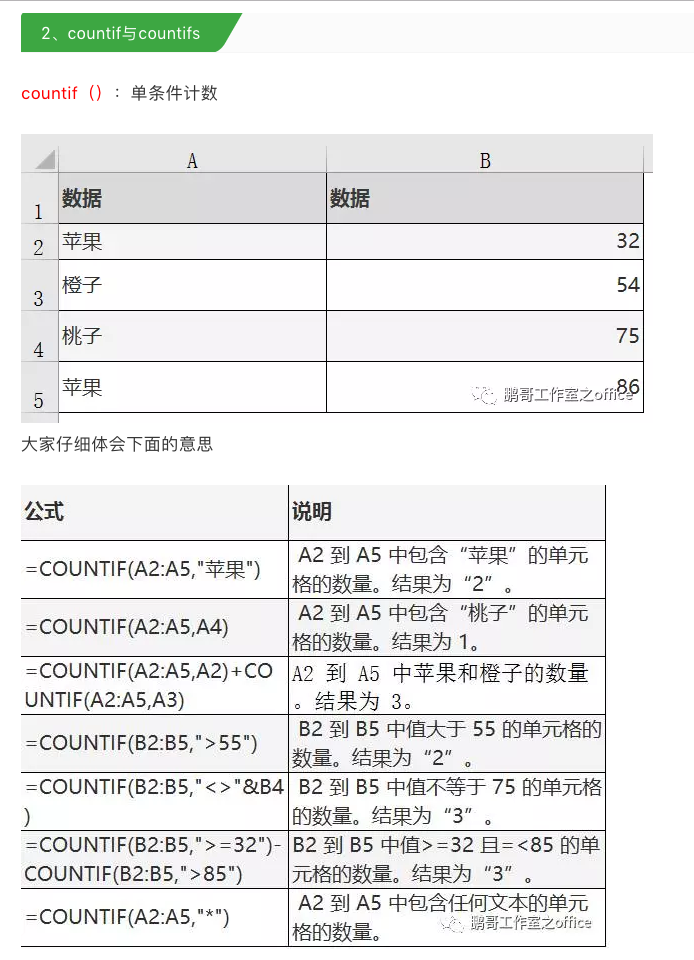 2、countif与countifs
countif（）：单条件计数
A B
1 数据 数据
2 苹果 32
3 橙子 54
4 桃子 75
5 苹果 86
鹏哥工作室之office
大家仔细体会下面的意思
公式 说明
=COUNTIF(A2:A5,"苹果")
A2 到 A5 中包含“苹果”的单元
格的数量。结果为“2”。
=COUNTIF(A2:A5,A4)
A2 到 A5 中包含“桃子”的单元
格的数量。结果为 1。
=COUNTIF(A2:A5,A2)+CO
UNTIF(A2:A5,A3)
A2 到 A5 中苹果和橙子的数量
。结果为 3。
=COUNTIF(B2:B5,">55")
B2 到 B5 中值大于 55 的单元格的
数量。结果为“2”。
=COUNTIF(B2:B5,"<>"&B4
)
B2 到 B5 中值不等于 75 的单元格
的数量。结果为“3”。
=COUNTIF(B2:B5,">=32")-
COUNTIF(B2:B5,">85")
B2 到 B5 中值>=32 且=<85 的单
元格的数量。结果为“3”。
=COUNTIF(A2:A5,"*")
A2 到 A5 中包含任何文本的单元
格的数量。
鹏哥工作室之office